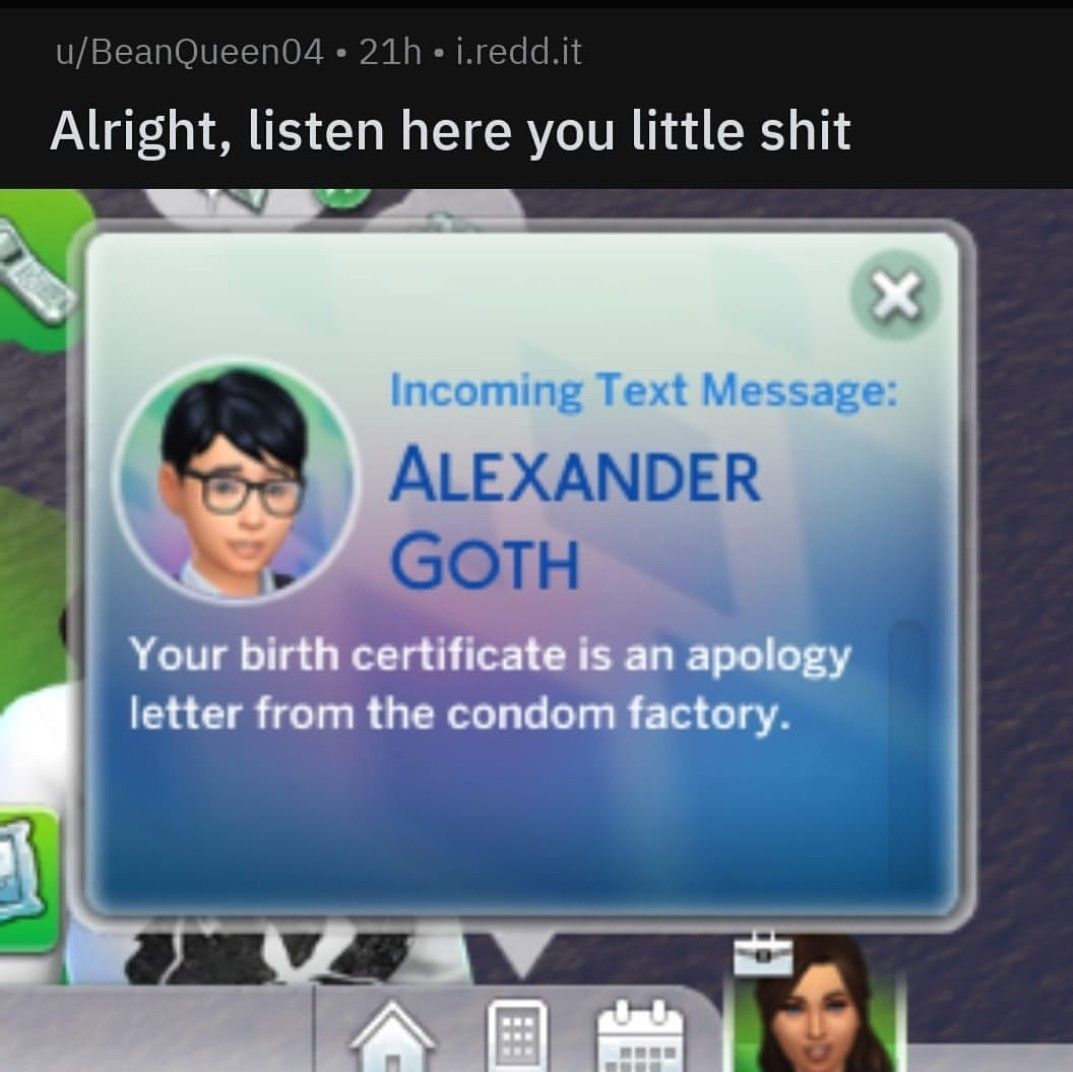 u/BeanQueen04 • 21h • i.redd.it
Alright, listen here you little shit
Incoming Text Message:
ALEXANDER
GOTH
Your birth certificate is an apology
letter from the condom factory.